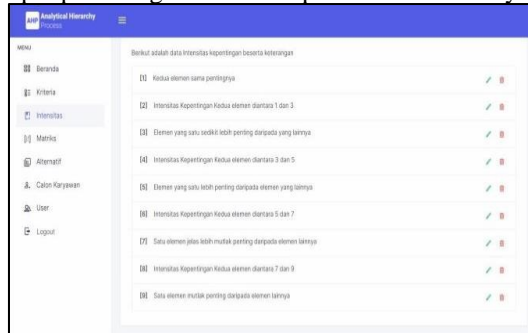 AHP Analytical Hierarchy
Process
MENU
Beranda
Kriteria
Intensitas
Matriks
Alternatif
Calon Karyawan
User
Logout
Berikut adalah data Intensitas kepentingan beserta keterangan
[1] Kedua elemen sama pentingnya
[2] Intensitas Kepentingan Kedua elemen diantara 1 dan 3
[3] Elemen yang satu sedikit lebih penting daripada yang lainnya
[4] Intensitas Kepentingan Kedua elemen diantara 3 dan 5
[5] Elemen yang satu lebih penting daripada elemen yang lainnya
[6] Intensitas Kepentingan Kedua elemen diantara 5 dan 7
[7] Satu elemen jelas lebih mutlak penting daripada elemen lainnya
[8] Intensitas Kepentingan Kedua elemen diantara 7 dan 9
[9] Satu elemen mutlak penting daripada elemen lainnya